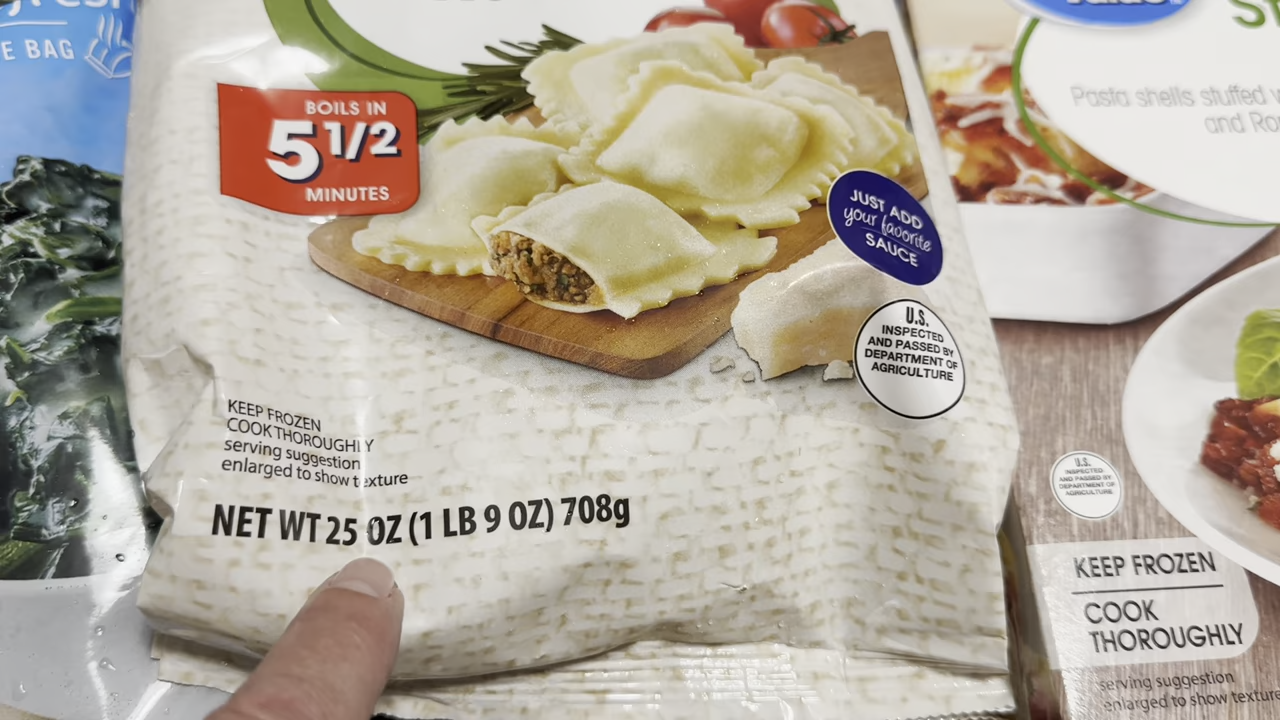 E BAG
BOILS IN
5 1/2
MINUTES
JUST ADD
your favorite
SAUCE
U.S.
INSPECTED
AND PASSED BY
DEPARTMENT OF
AGRICULTURE
KEEP FROZEN
COOK THOROUGHLY
serving suggestion
enlarged to show texture
NET WT 25 OZ (1 LB 9 OZ) 708g
Value
Pasta shells stuffed
and
U.S.
INSPECTED
AND PASSED BY
DEPARTMENT OF
AGRICULTURE
KEEP FROZEN
COOK
THOROUGHLY
serving suggestion
enlarged to show texture